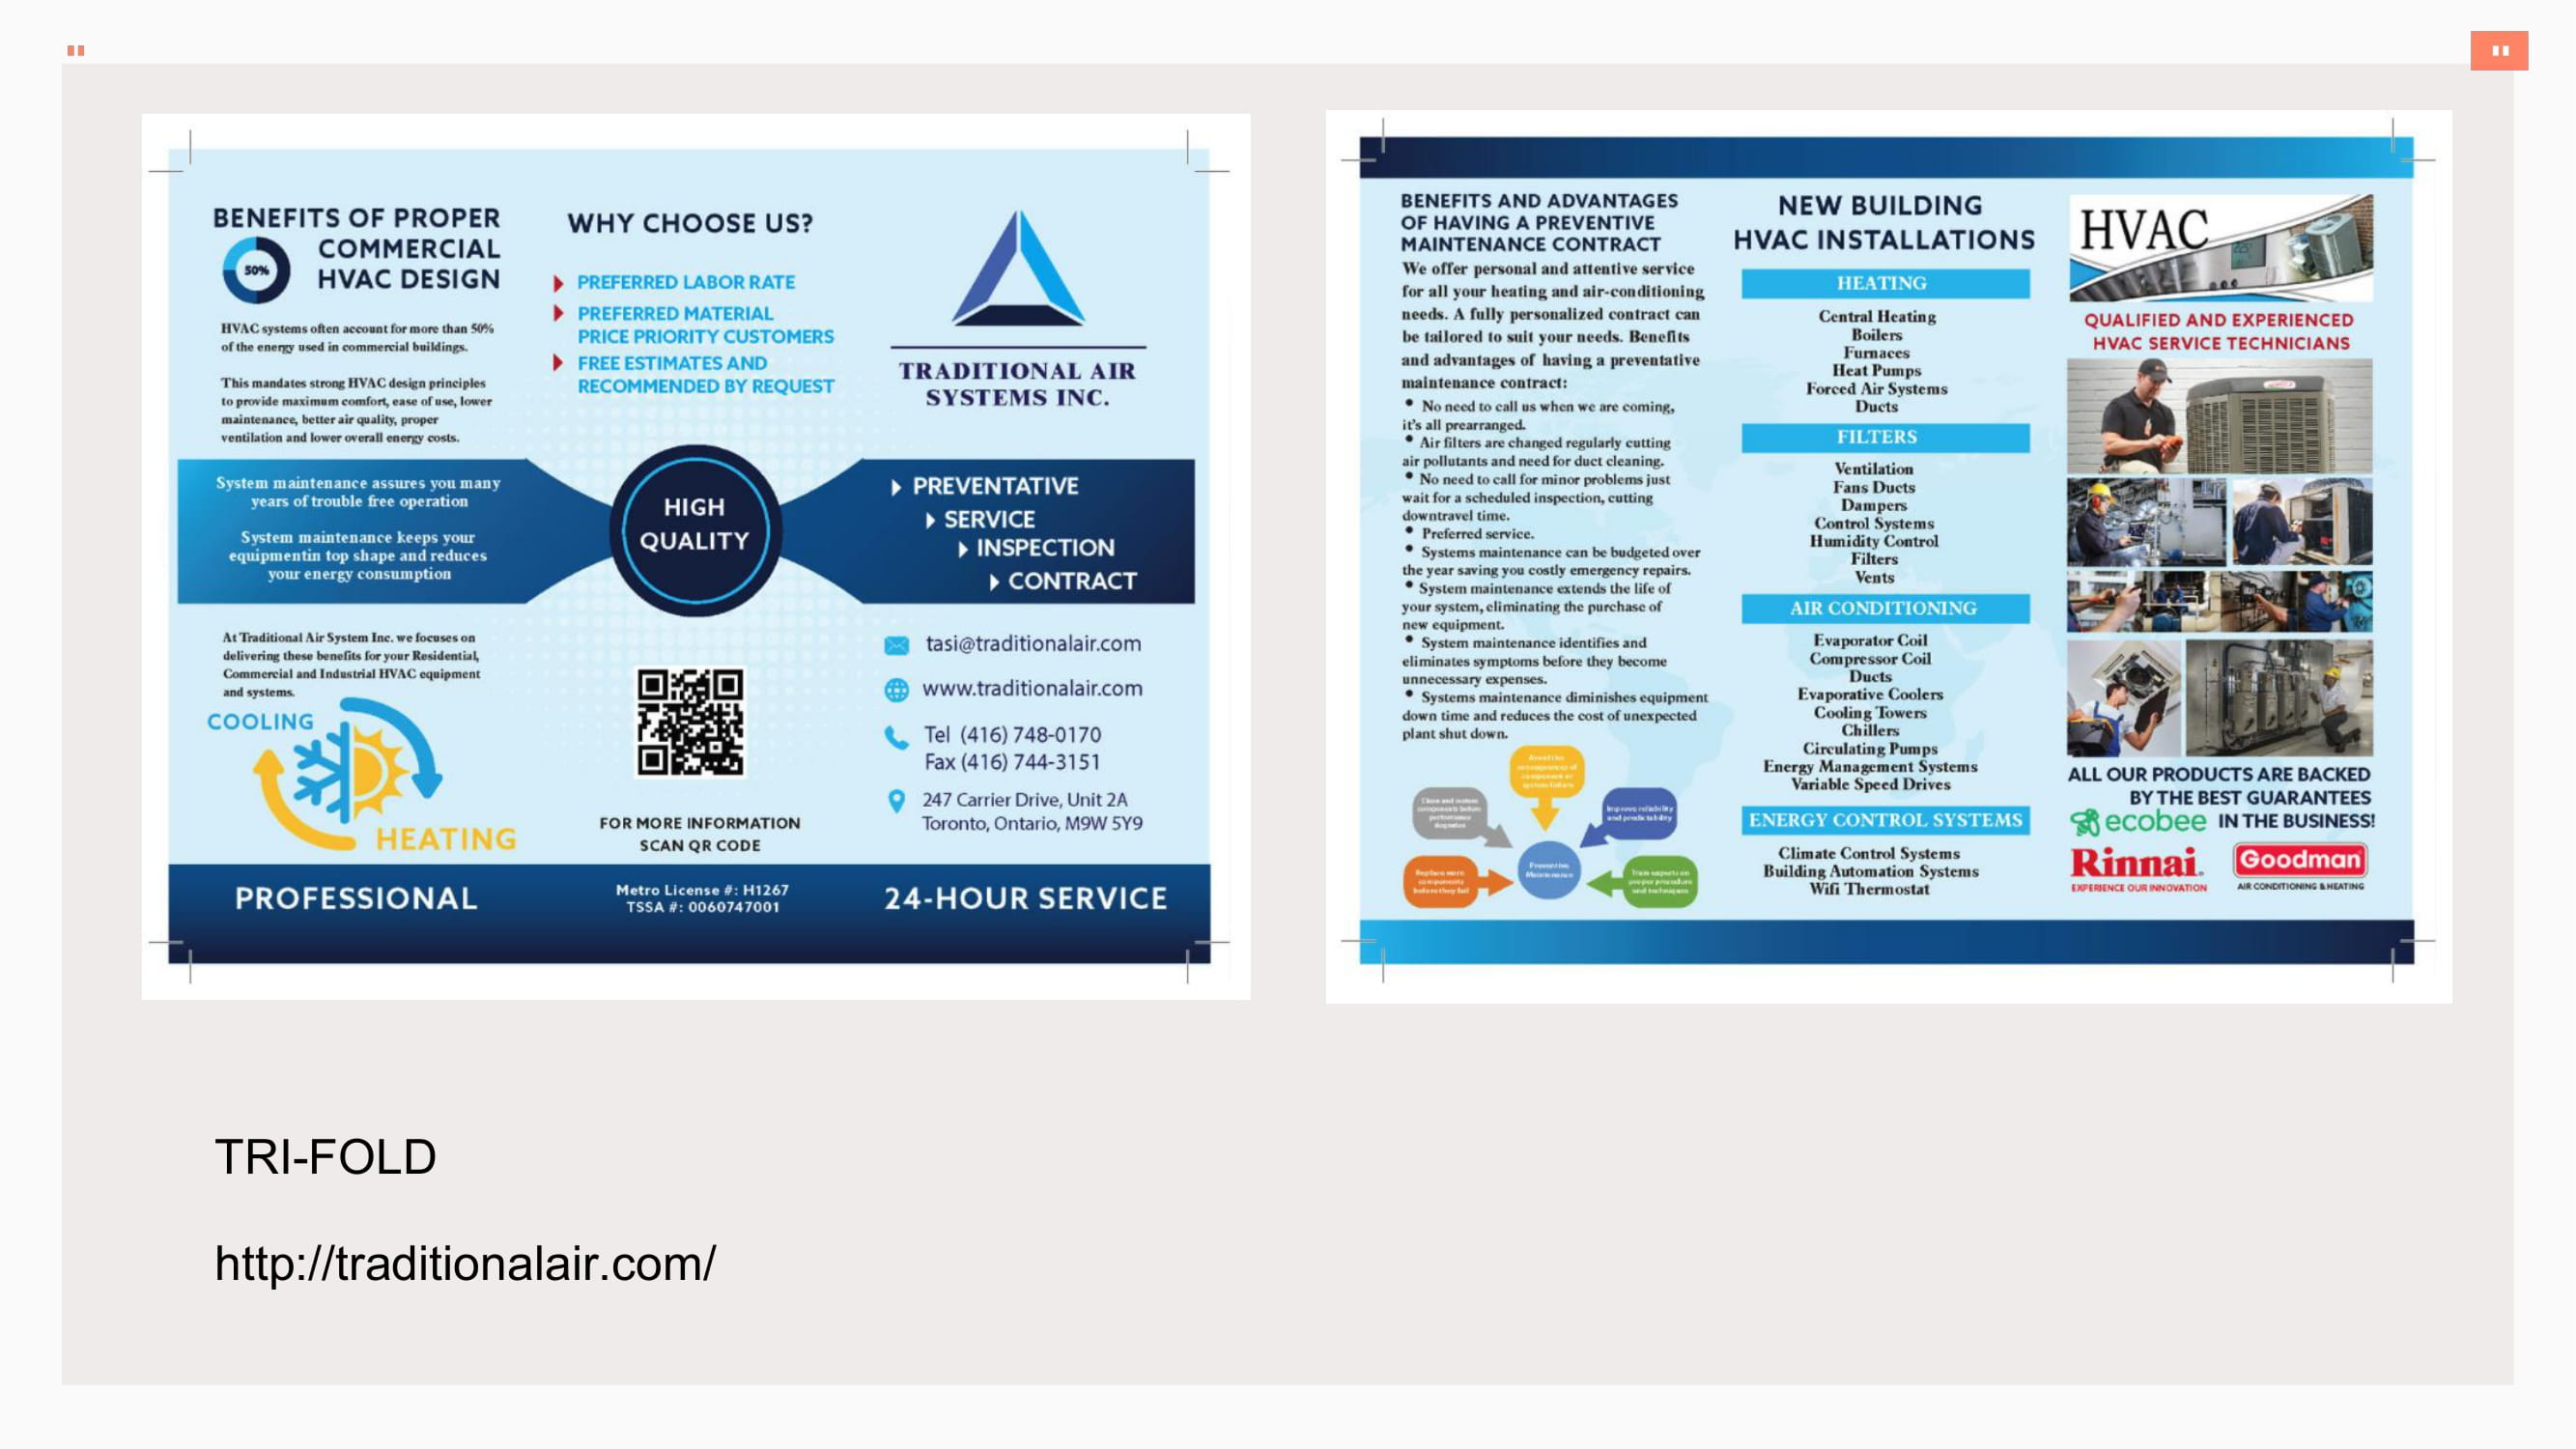 BENEFITS OF PROPER
COMMERCIAL
HVAC DESIGN
50%
HVAC systems often account for more than 50%
of the energy used in commercial buildings.
This mandates strong HVAC design principles
to provide maximum comfort, ease of use, lower
maintenance, better air quality, proper
ventilation and lower overall energy costs.
System maintenance assures you many
years of trouble free operation
System maintenance keeps your
equipmentin top shape and reduces
your energy consumption
At Traditional Air System Inc. we focuses on
delivering these benefits for your Residential,
Commercial and Industrial HVAC equipment
and systems.
COOLING
HEATING
PROFESSIONAL
WHY CHOOSE US?
PREFERRED LABOR RATE
PREFERRED MATERIAL
PRICE PRIORITY CUSTOMERS
FREE ESTIMATES AND
RECOMMENDED BY REQUEST
HIGH
QUALITY
FOR MORE INFORMATION
SCAN QR CODE
Metro License #: H1267
TSSA #: 0060747001
TRADITIONAL AIR
SYSTEMS INC.
PREVENTATIVE
SERVICE
INSPECTION
CONTRACT
tasi@traditionalair.com
www.traditionalair.com
Tel (416) 748-0170
Fax (416) 744-3151
247 Carrier Drive, Unit 2A
Toronto, Ontario, M9W 5Y9
24-HOUR SERVICE
BENEFITS AND ADVANTAGES
OF HAVING A PREVENTIVE
MAINTENANCE CONTRACT
We offer personal and attentive service
for all your heating and air-conditioning
needs. A fully personalized contract can
be tailored to suit your needs. Benefits
and advantages of having a preventative
maintenance contract:
• No need to call us when we are coming,
it's all prearranged.
• Air filters are changed regularly cutting
air pollutants and need for duct cleaning.
• No need to call for minor problems just
wait for a scheduled inspection, cutting
downtravel time.
• Preferred service.
• Systems maintenance can be budgeted over
the year saving you costly emergency repairs.
• System maintenance extends the life of
your system, eliminating the purchase of
new equipment.
• System maintenance identifies and
eliminates symptoms before they become
unnecessary expenses.
• Systems maintenance diminishes equipment
down time and reduces the cost of unexpected
plant shut down.
Improve reliability
and predictability
Preventive
Maintenance
Replace worn
components
before they fail
Train experts on
proper procedure
and techniques
NEW BUILDING
HVAC INSTALLATIONS
HEATING
Central Heating
Boilers
Furnaces
Heat Pumps
Forced Air Systems
Ducts
FILTERS
Ventilation
Fans Ducts
Dampers
Control Systems
Humidity Control
Filters
Vents
AIR CONDITIONING
Evaporator Coil
Compressor Coil
Ducts
Evaporative Coolers
Cooling Towers
Chillers
Circulating Pumps
Energy Management Systems
Variable Speed Drives
ENERGY CONTROL SYSTEMS
Climate Control Systems
Building Automation Systems
Wifi Thermostat
HVAC
QUALIFIED AND EXPERIENCED
HVAC SERVICE TECHNICIANS
ALL OUR PRODUCTS ARE BACKED
BY THE BEST GUARANTEES
ecobee IN THE BUSINESS!
Rinnai
EXPERIENCE OUR INNOVATION
Goodman
AIR CONDITIONING & HEATING
TRI-FOLD
http://traditionalair.com/